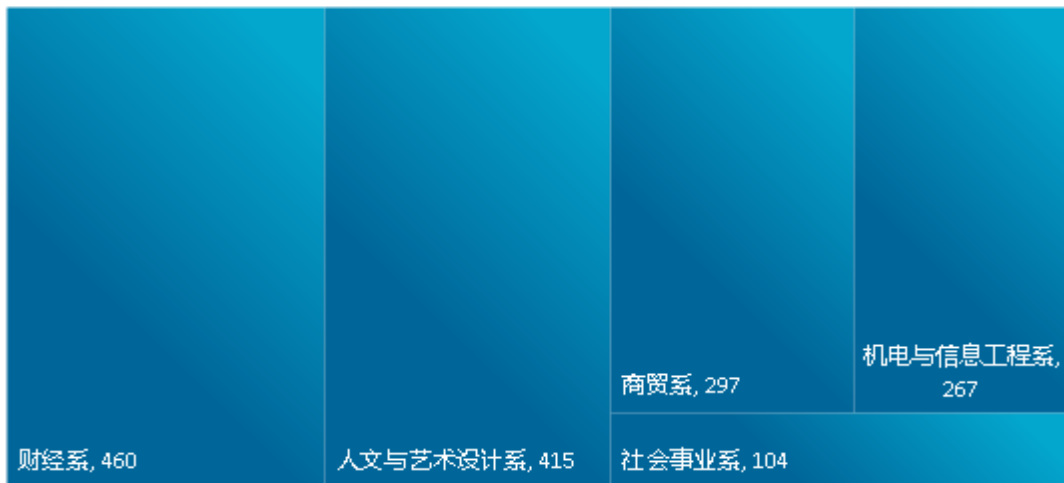 财经系, 460
人文与艺术设计系, 415
商贸系, 297
机电与信息工程系,
267
社会事业系, 104